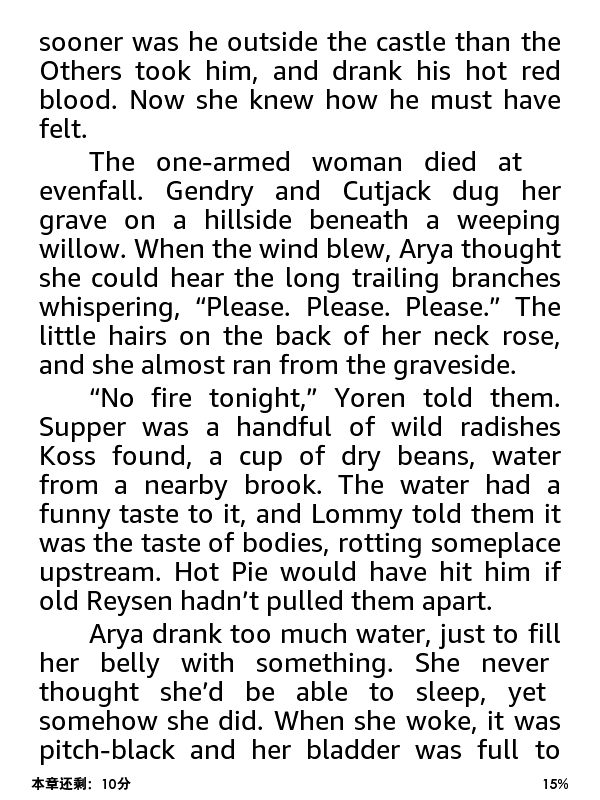 sooner was he outside the castle than the
Others took him, and drank his hot red
blood. Now she knew how he must have
felt.
The one-armed woman died at
evenfall. Gendry and Cutjack dug her
grave on a hillside beneath a weeping
willow. When the wind blew, Arya thought
she could hear the long trailing branches
whispering, “Please. Please. Please.” The
little hairs on the back of her neck rose,
and she almost ran from the graveside.
“No fire tonight,” Yoren told them.
Supper was a handful of wild radishes
Koss found, a cup of dry beans, water
from a nearby brook. The water had a
funny taste to it, and Lommy told them it
was the taste of bodies, rotting someplace
upstream. Hot Pie would have hit him if
old Reysen hadn’t pulled them apart.
Arya drank too much water, just to fill
her belly with something. She never
thought she’d be able to sleep, yet
somehow she did. When she woke, it was
pitch-black and her bladder was full to
本章还剩：10分 15%